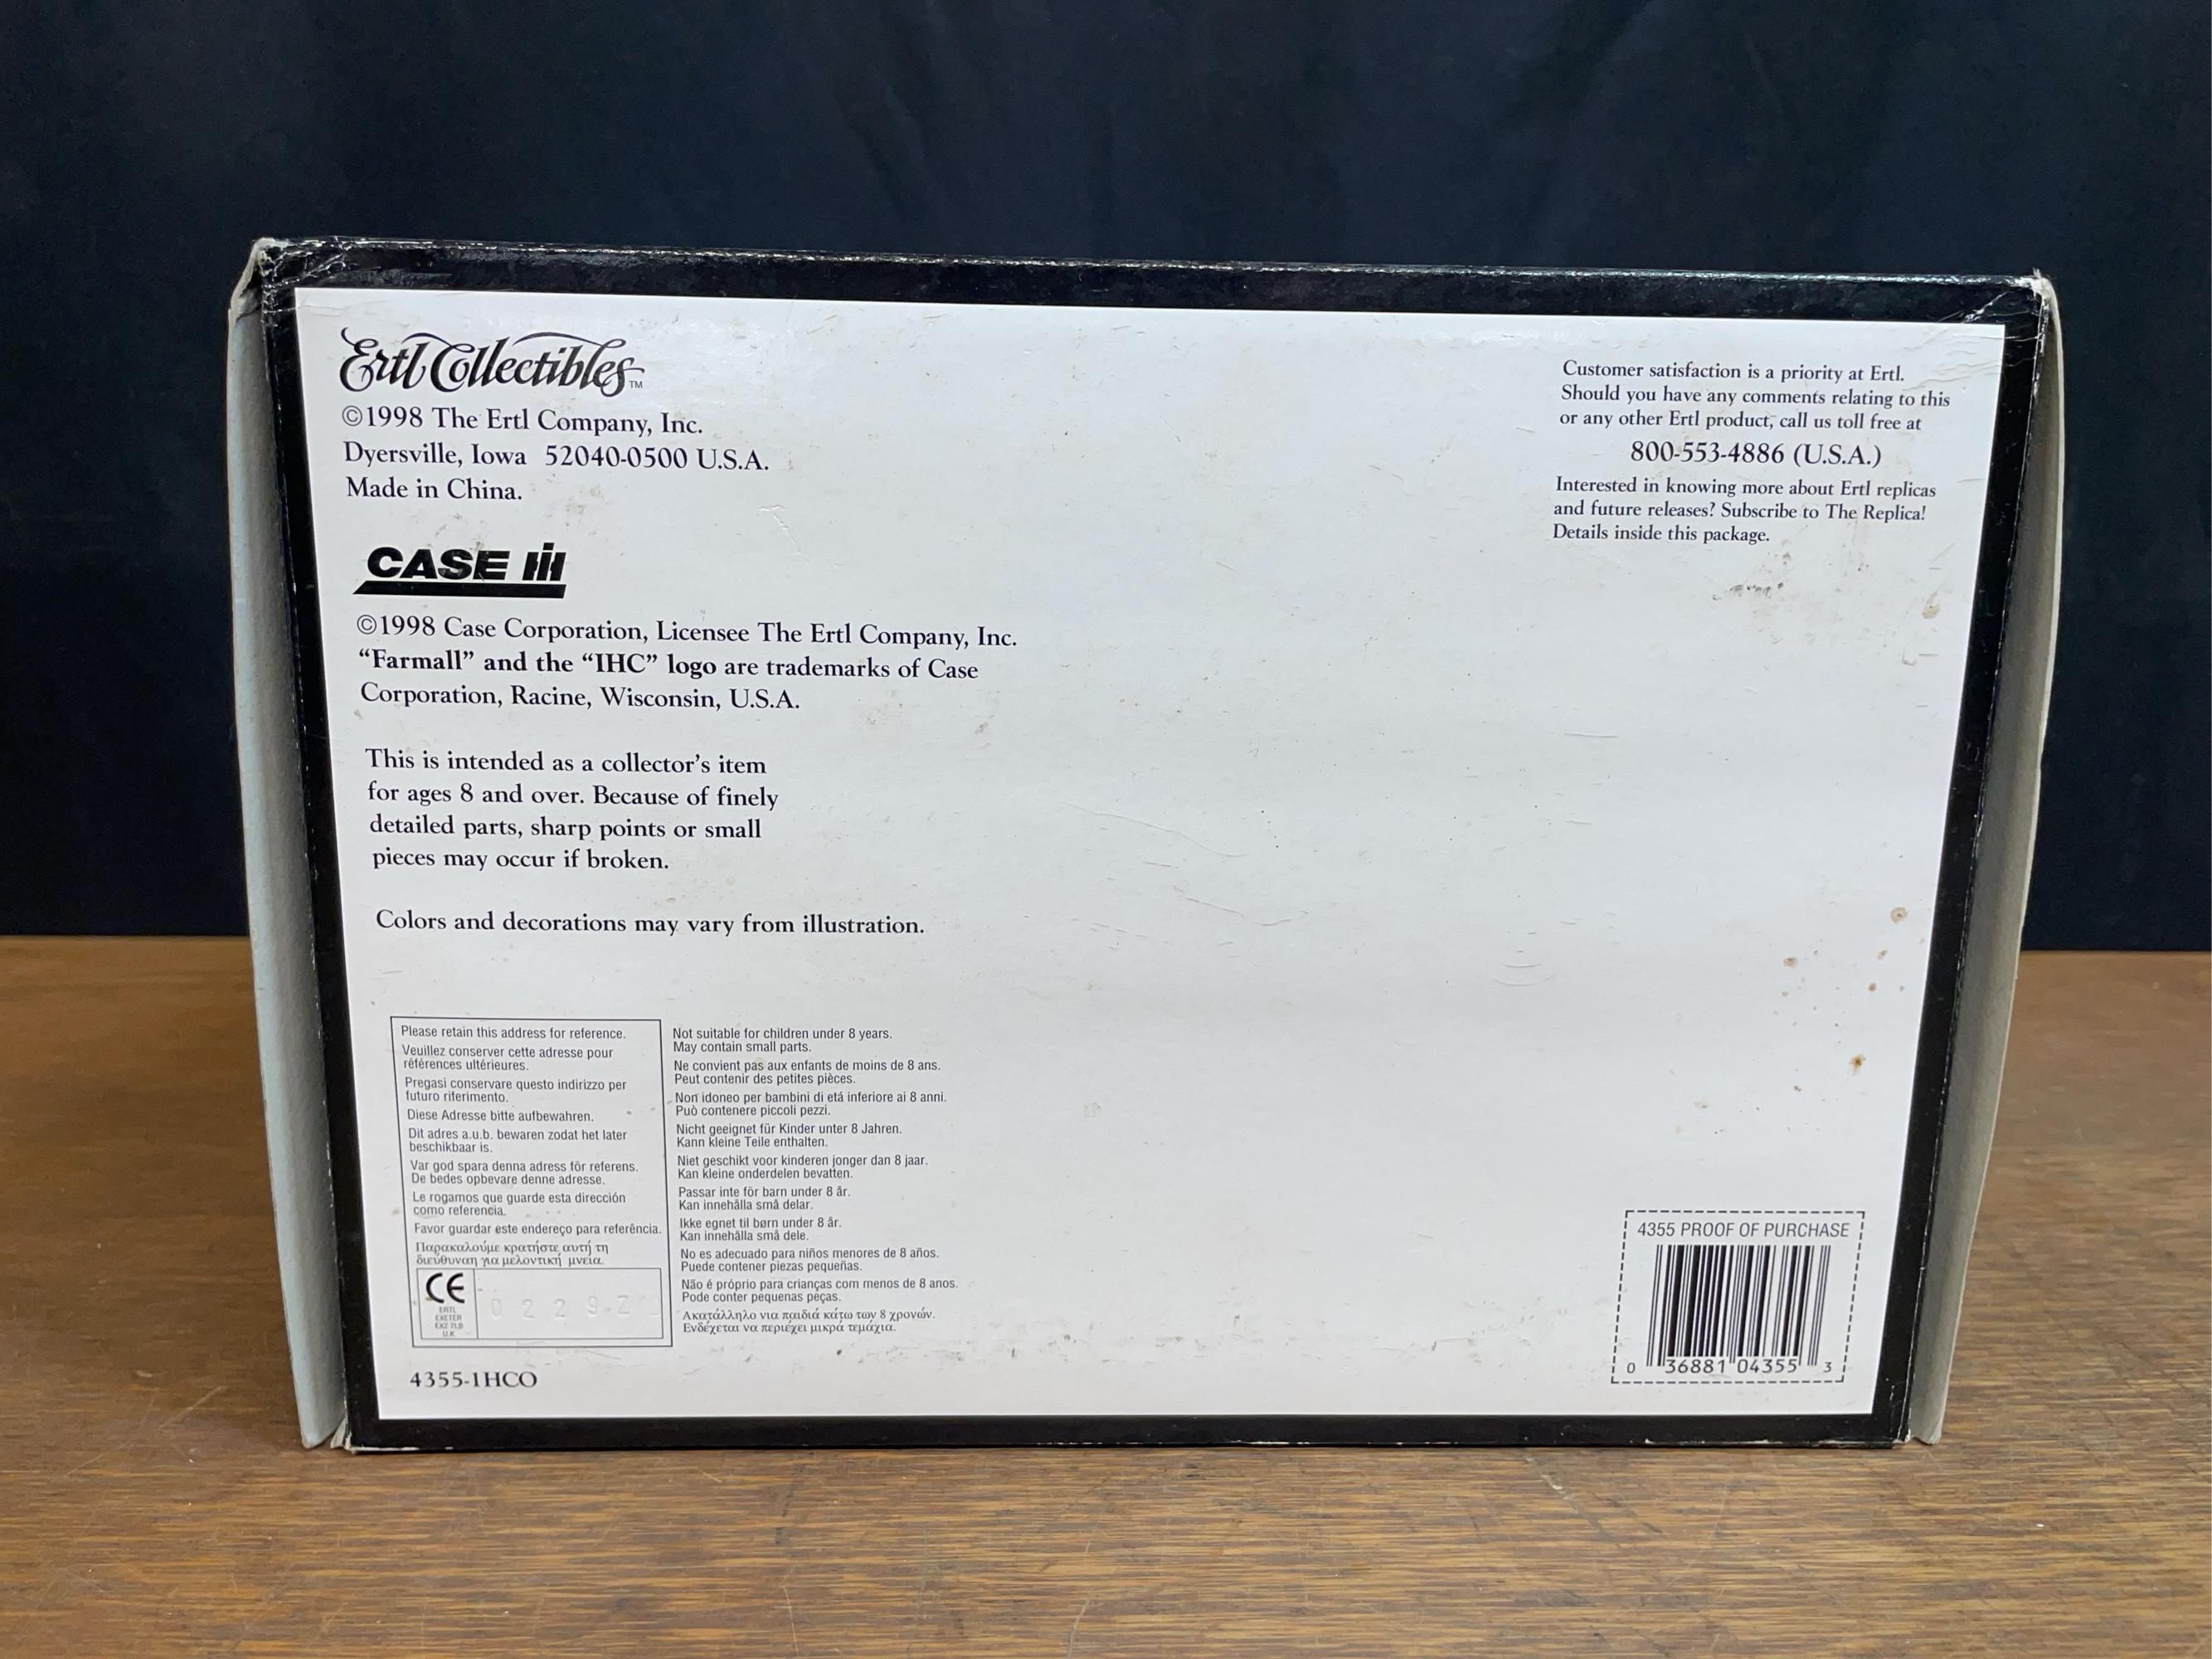 Ertl Collectibles™
©1998 The Ertl Company, Inc.
Dyersville, Iowa 52040-0500 U.S.A.
Made in China.
CASE IH
©1998 Case Corporation, Licensee The Ertl Company, Inc.
“Farmall” and the “IHC” logo are trademarks of Case
Corporation, Racine, Wisconsin, U.S.A.
This is intended as a collector’s item
for ages 8 and over. Because of finely
detailed parts, sharp points or small
pieces may occur if broken.
Colors and decorations may vary from illustration.
Customer satisfaction is a priority at Ertl.
Should you have any comments relating to this
or any other Ertl product, call us toll free at
800-553-4886 (U.S.A.)
Interested in knowing more about Ertl replicas
and future releases? Subscribe to The Replica!
Details inside this package.
Please retain this address for reference.
Veuillez conserver cette adresse pour
références ultérieures.
Pregasi conservare questo indirizzo per
futuro riferimento.
Diese Adresse bitte aufbewahren.
Dit adres a.u.b. bewaren zodat het later
beschikbaar is.
Var god spara denna adress för referens.
De bedes opbevare denne adresse.
Le rogamos que guarde esta dirección
como referencia.
Favor guardar este endereço para referência.
Παρακαλούμε κρατήστε αυτή τη
διεύθυναη για μελοντική μνεία.
CE
ERTL
EXETER
EX2 7LB
U.K.
0229Z
Not suitable for children under 8 years.
May contain small parts.
Ne convient pas aux enfants de moins de 8 ans.
Peut contenir des petites pièces.
Non idoneo per bambini di etá inferiore ai 8 anni.
Può contenere piccoli pezzi.
Nicht geeignet für Kinder unter 8 Jahren.
Kann kleine Teile enthalten.
Niet geschikt voor kinderen jonger dan 8 jaar.
Kan kleine onderdelen bevatten.
Passar inte för barn under 8 år.
Kan innehålla små delar.
Ikke egnet til børn under 8 år.
Kan innehålla små dele.
No es adecuado para niños menores de 8 años.
Puede contener piezas pequeñas.
Não é próprio para crianças com menos de 8 anos.
Pode conter pequenas peças.
Ακατάλληλο νια παιδιά κάτω των 8 χρονών.
Ενδέχεται να περιέχει μικρά τεμάχια.
4355-1HCO
4355 PROOF OF PURCHASE
0 36881 04355 3